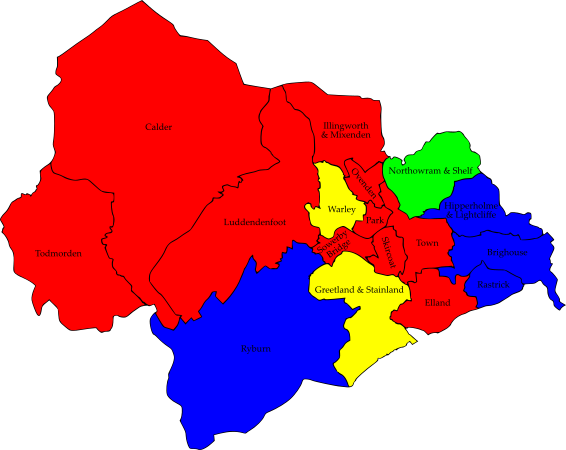 Calder
Illingworth
& Mixenden
Northowram & Shelf
Ovenden
Hipperholme
& Lightcliffe
Warley
Park
Luddendenfoot
Todmorden
Sowerby
Bridge
Skircoat
Town
Brighouse
Rastrick
Greetland & Stainland
Elland
Ryburn